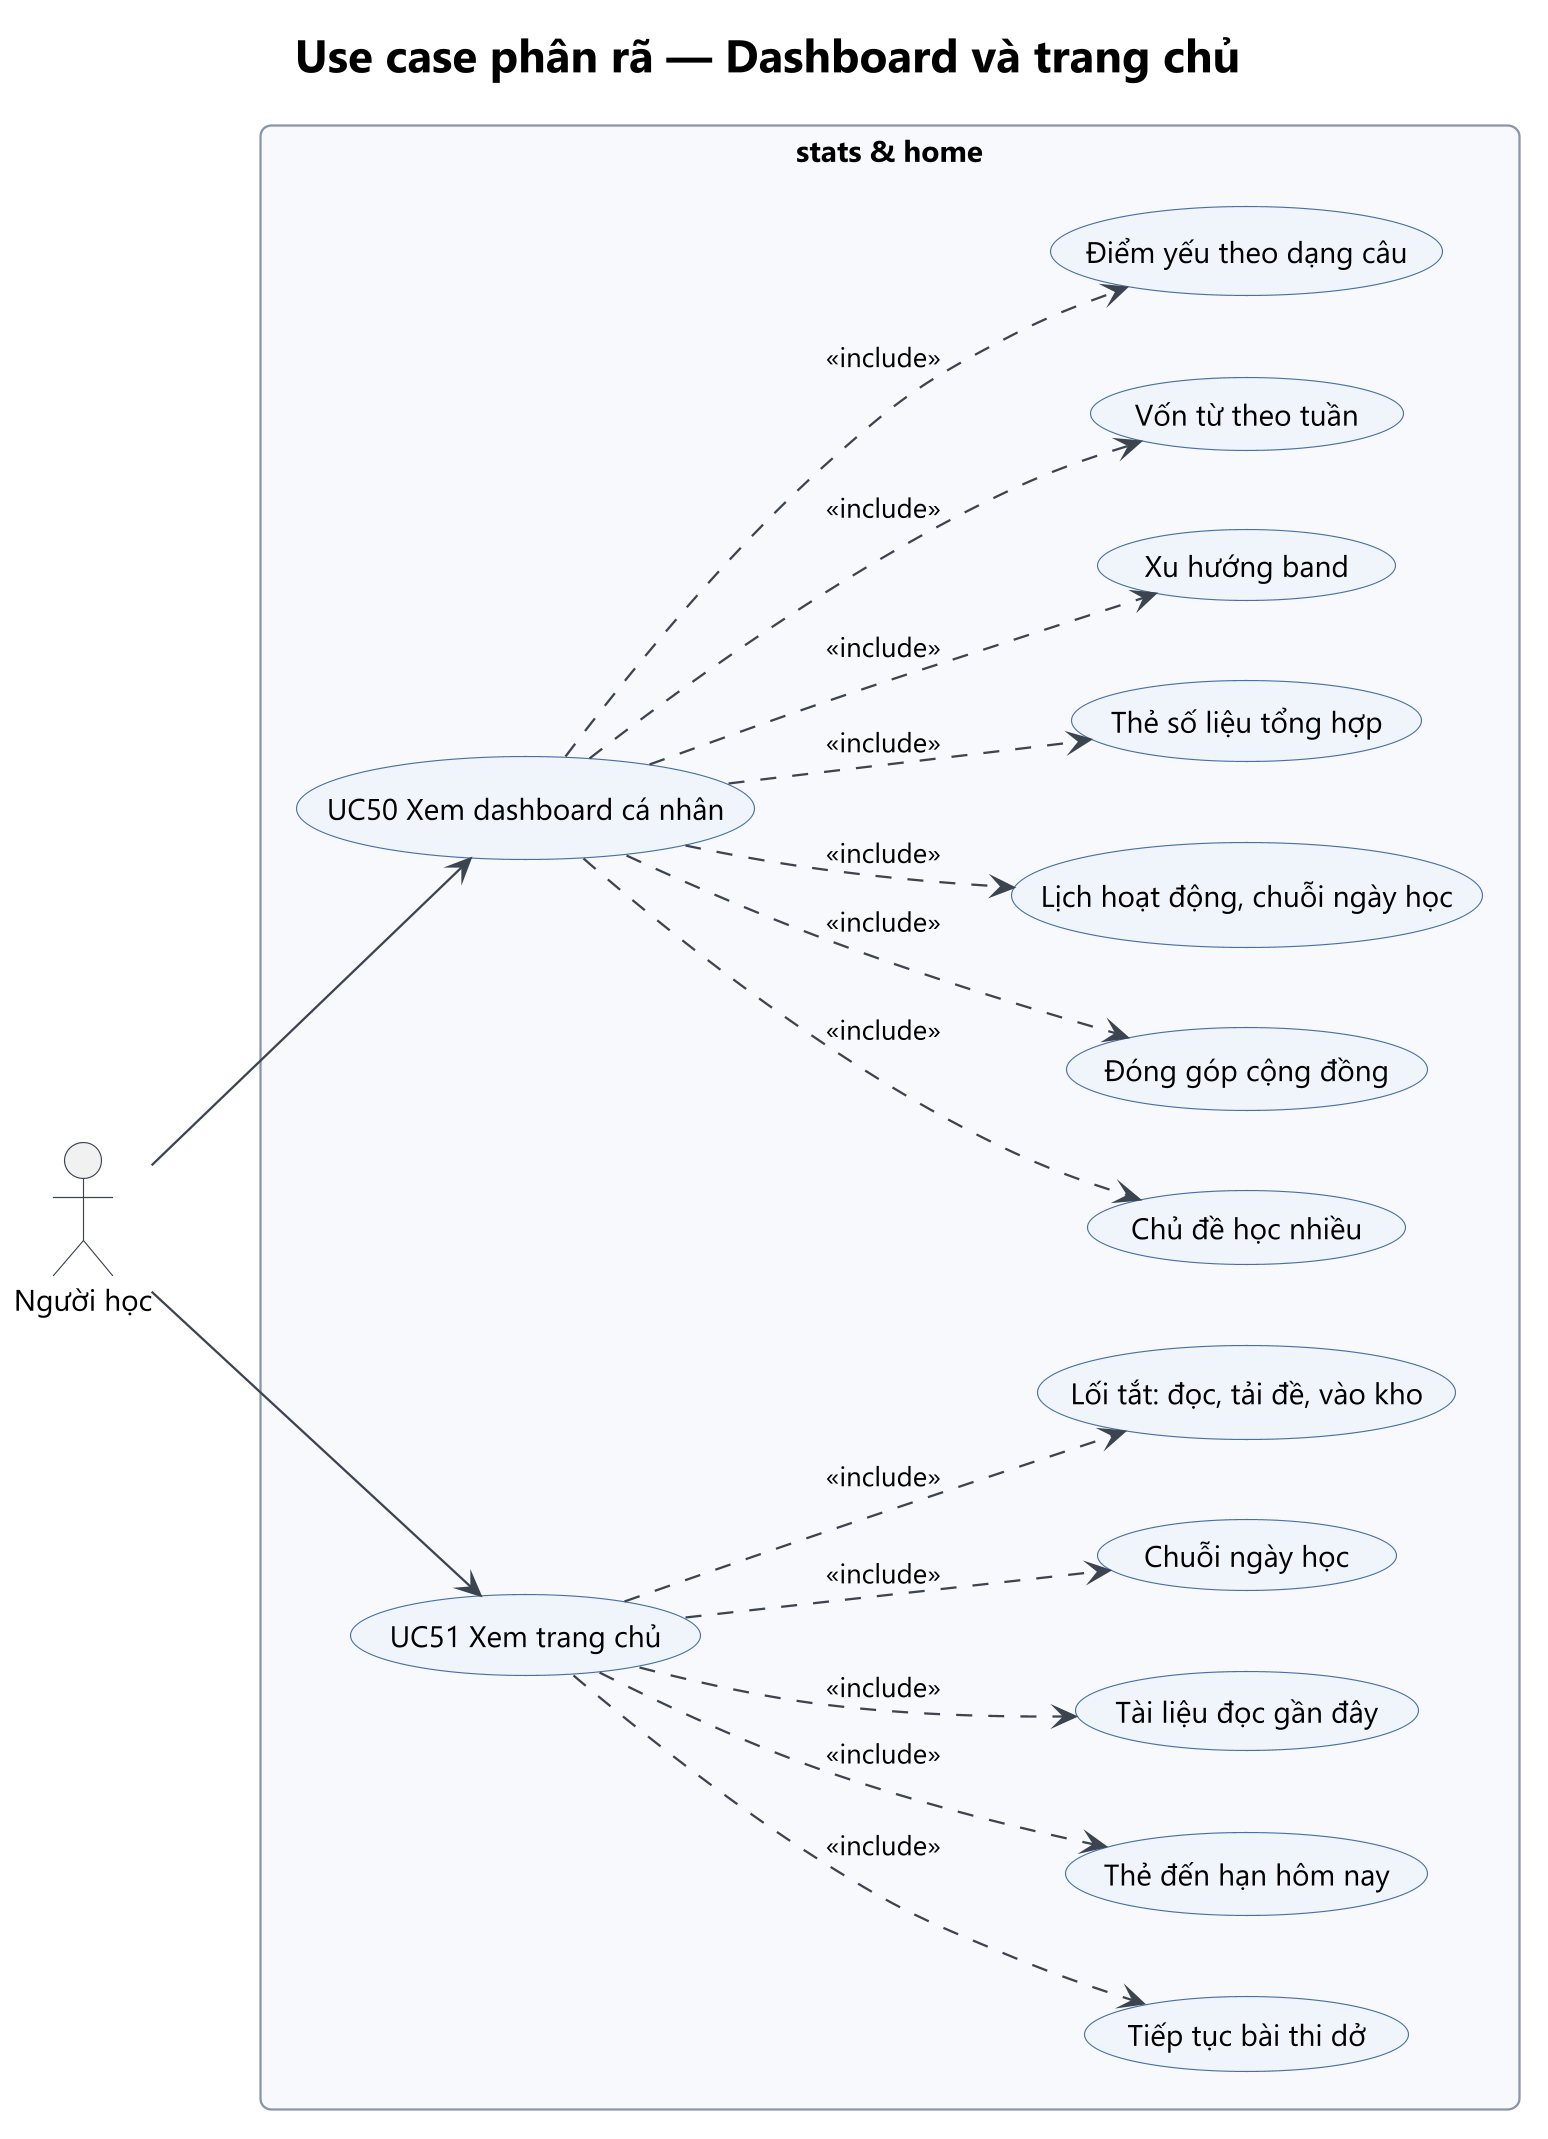 Use case phân rã — Dashboard và trang chủ
stats & home
Điểm yếu theo dạng câu
«include»
Vốn từ theo tuần
«include»
Xu hướng band
«include»
Thẻ số liệu tổng hợp
«include»
UC50 Xem dashboard cá nhân
«include»
Lịch hoạt động, chuỗi ngày học
«include»
«include»
Đóng góp cộng đồng
Chủ đề học nhiều
Người học
Lối tắt: đọc, tải đề, vào kho
«include»
Chuỗi ngày học
«include»
UC51 Xem trang chủ
«include»
Tài liệu đọc gần đây
«include»
«include»
Thẻ đến hạn hôm nay
Tiếp tục bài thi dở